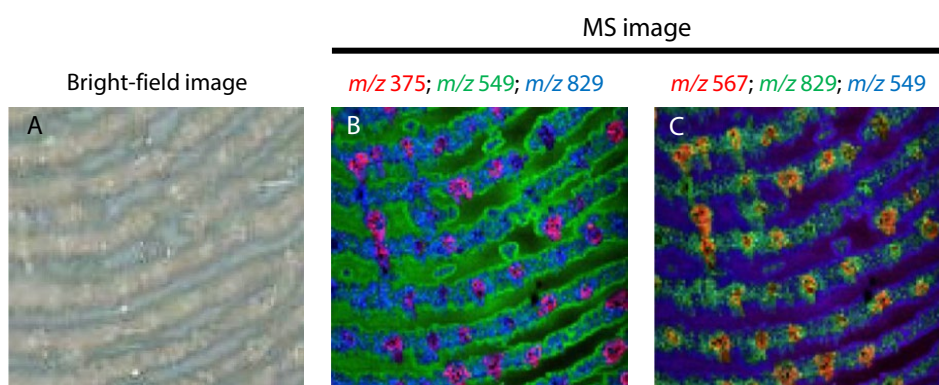 MS image
Bright-field image
m/z 375; m/z 549; m/z 829
m/z 567; m/z 829; m/z 549
A
B
C